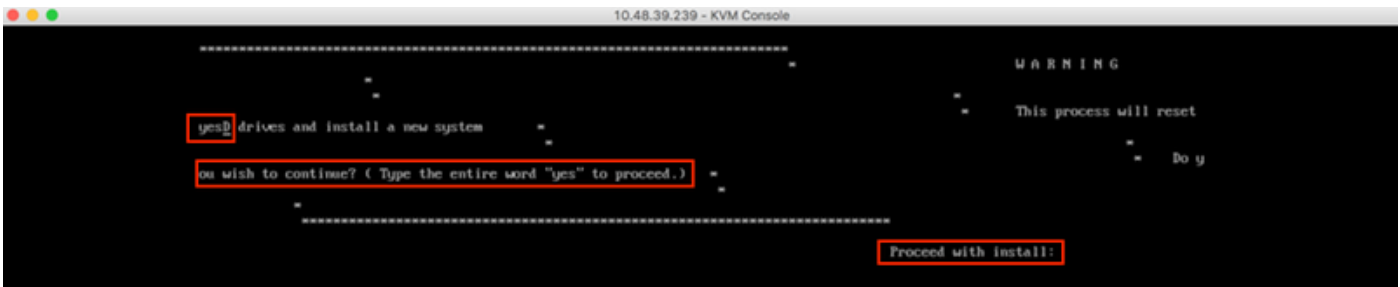 10.48.39.239 - KVM Console
WARNING
This process will reset
yesD drives and install a new system
Do y
ou wish to continue? ( Type the entire word "yes" to proceed.)
Proceed with install: